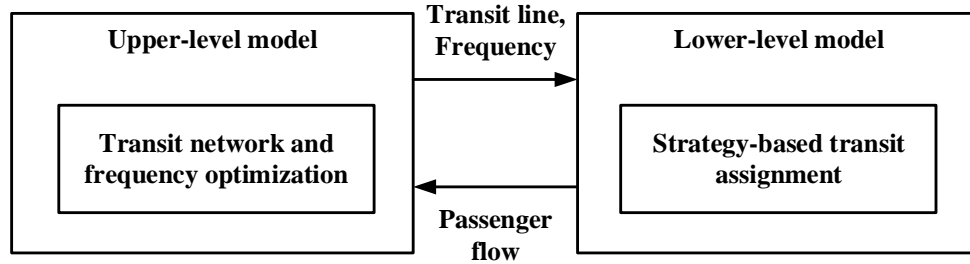 Upper-level model
Transit network and
frequency optimization
Transit line,
Frequency
Passenger
flow
Lower-level model
Strategy-based transit
assignment